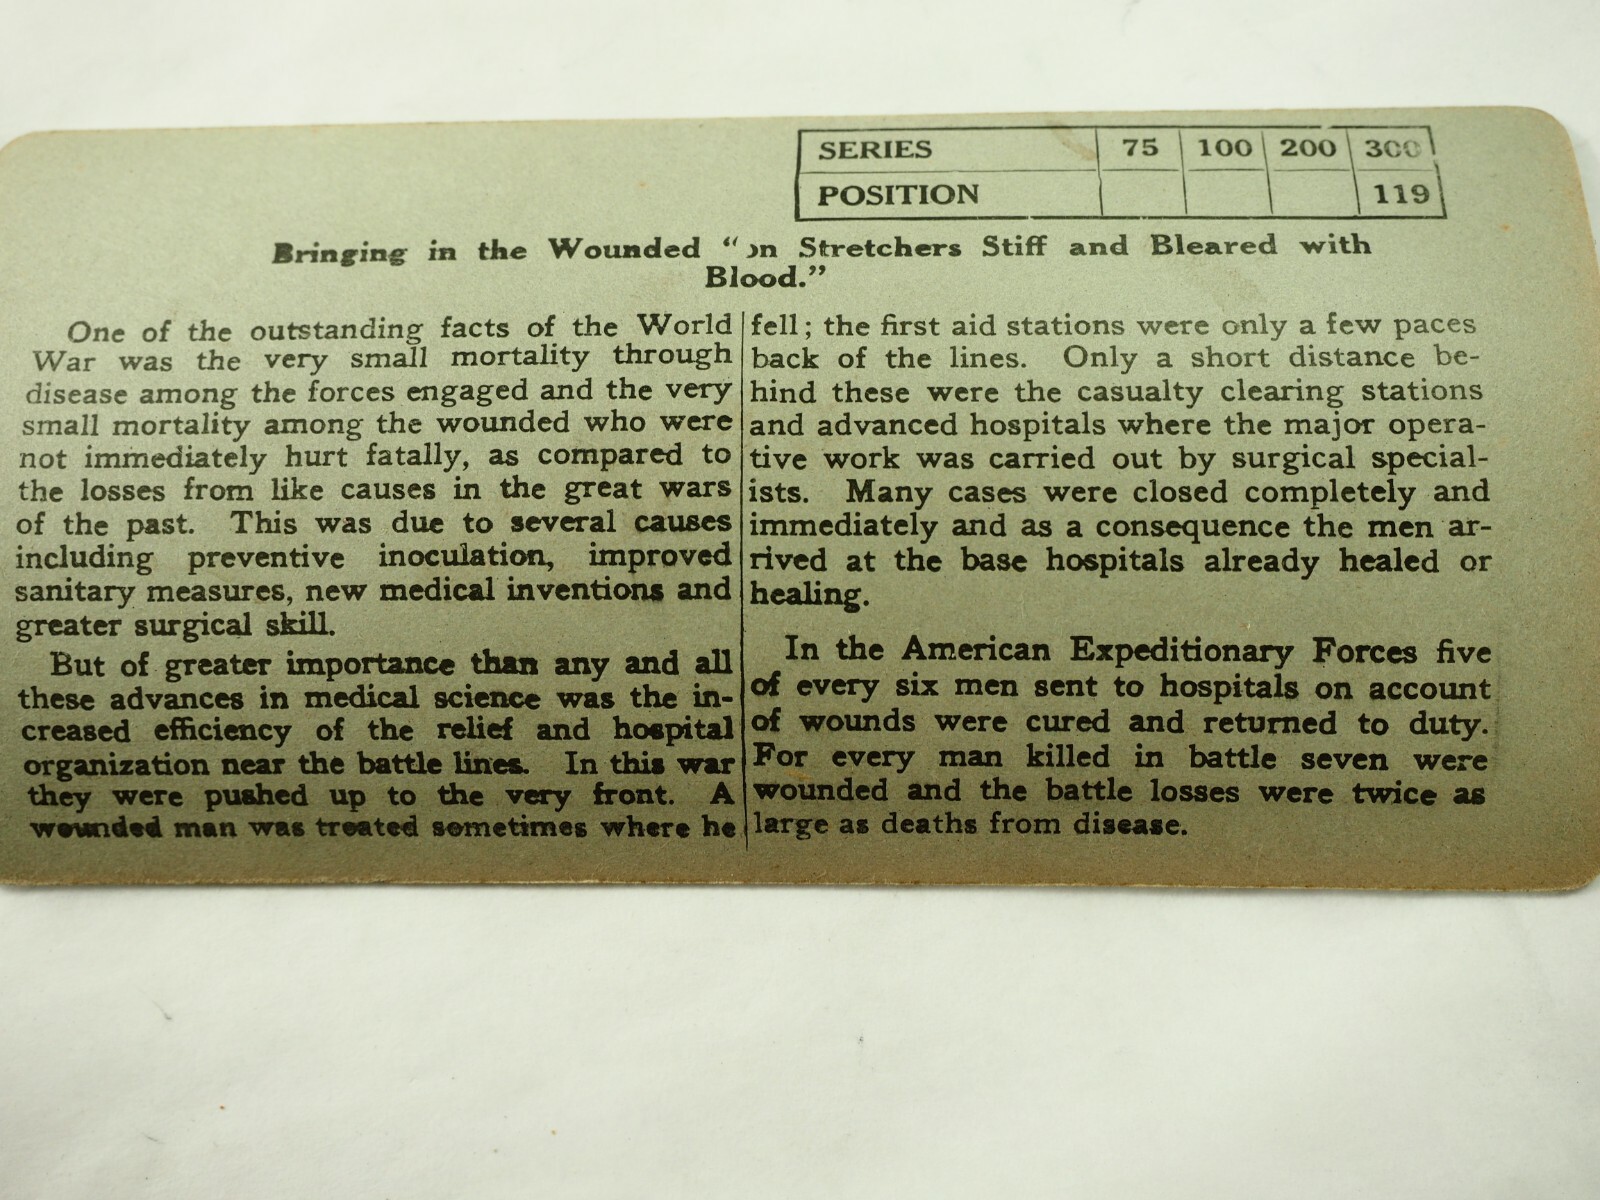 SERIES 75 100 200 300
POSITION 119
Bringing in the Wounded “on Stretchers Stiff and Bleared with
Blood.”
One of the outstanding facts of the World
War was the very small mortality through
disease among the forces engaged and the very
small mortality among the wounded who were
not immediately hurt fatally, as compared to
the losses from like causes in the great wars
of the past. This was due to several causes
including preventive inoculation, improved
sanitary measures, new medical inventions and
greater surgical skill.
But of greater importance than any and all
these advances in medical science was the in-
creased efficiency of the relief and hospital
organization near the battle lines. In this war
they were pushed up to the very front. A
wounded man was treated sometimes where he
fell; the first aid stations were only a few paces
back of the lines. Only a short distance be-
hind these were the casualty clearing stations
and advanced hospitals where the major opera-
tive work was carried out by surgical special-
ists. Many cases were closed completely and
immediately and as a consequence the men ar-
rived at the base hospitals already healed or
healing.
In the American Expeditionary Forces five
of every six men sent to hospitals on account
of wounds were cured and returned to duty.
For every man killed in battle seven were
wounded and the battle losses were twice as
large as deaths from disease.